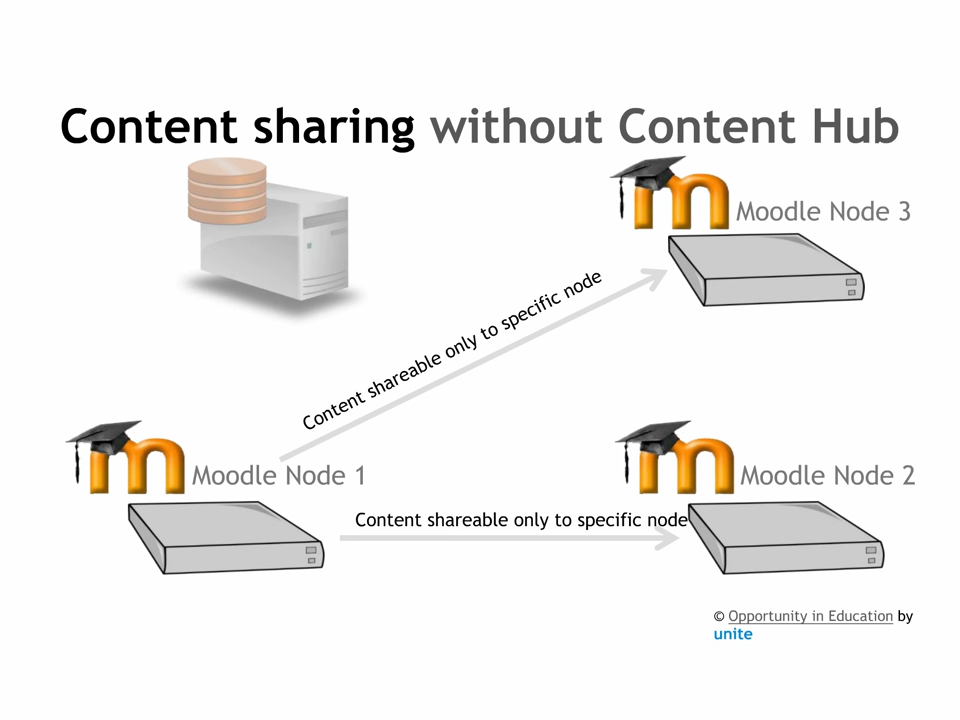 Content sharing without Content Hub
Moodle Node 3
Content shareable only to specific node
Moodle Node 1
Moodle Node 2
Content shareable only to specific node
© Opportunity in Education by
unite